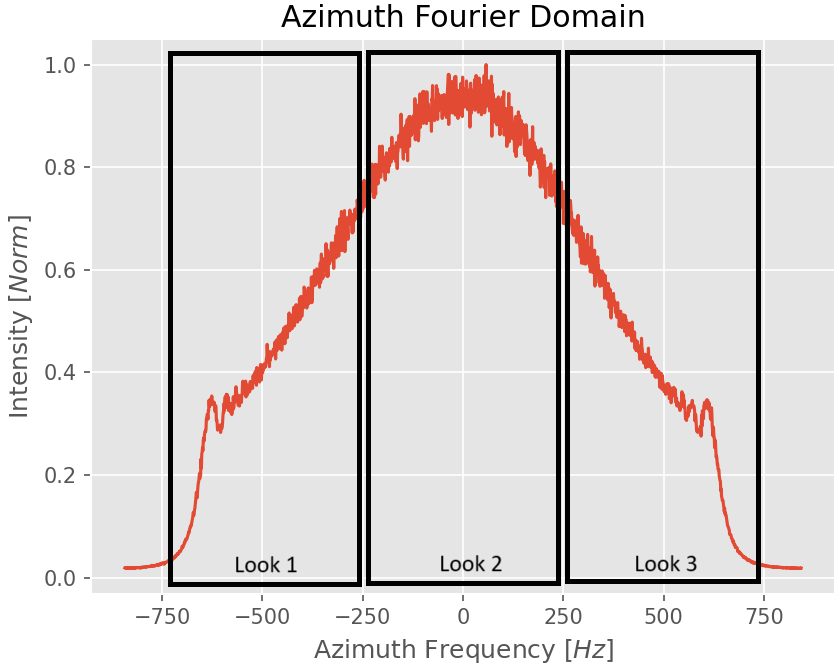 Azimuth Fourier Domain
Intensity [Norm]
1.0
0.8
0.6
0.4
0.2
0.0
Look 1
Look 2
Look 3
−750
−500
−250
0
250
500
750
Azimuth Frequency [Hz]